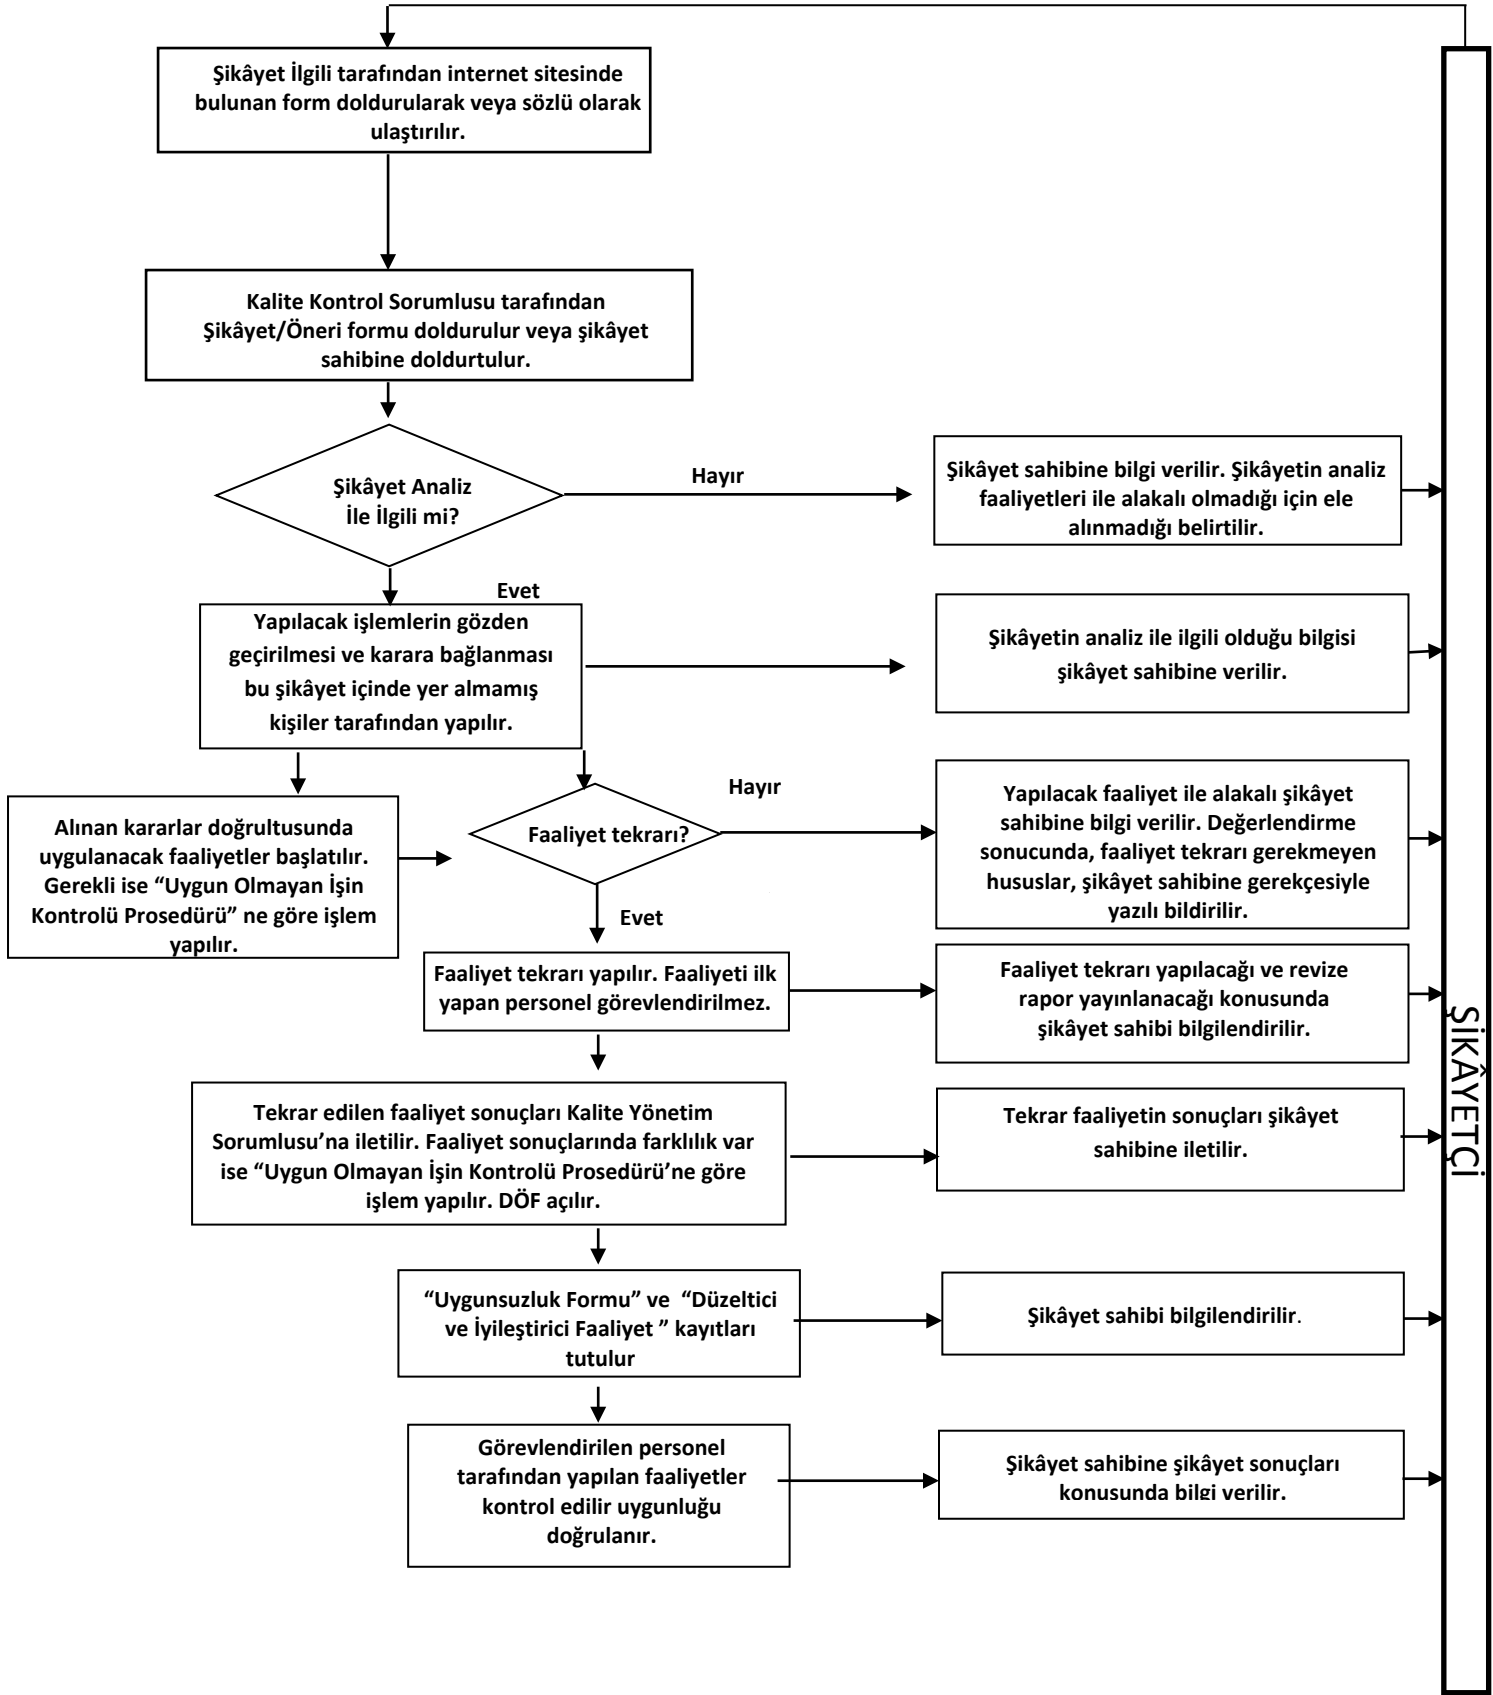 Şikâyet İlgili tarafından internet sitesinde
bulunan form doldurularak veya sözlü olarak
ulaştırılır.
Kalite Kontrol Sorumlusu tarafından
Şikâyet/Öneri formu doldurulur veya şikâyet
sahibine doldurtulur.
Şikâyet Analiz
İle İlgili mi?
Hayır
Şikâyet sahibine bilgi verilir. Şikâyetin analiz
faaliyetleri ile alakalı olmadığı için ele
alınmadığı belirtilir.
Evet
Yapılacak işlemlerin gözden
geçirilmesi ve karara bağlanması
bu şikâyet içinde yer almamış
kişiler tarafından yapılır.
Şikâyetin analiz ile ilgili olduğu bilgisi
şikâyet sahibine verilir.
Alınan kararlar doğrultusunda
uygulanacak faaliyetler başlatılır.
Gerekli ise “Uygun Olmayan İşin
Kontrolü Prosedürü” ne göre işlem
yapılır.
Faaliyet tekrarı?
Hayır
Yapılacak faaliyet ile alakalı şikâyet
sahibine bilgi verilir. Değerlendirme
sonucunda, faaliyet tekrarı gerekmeyen
hususlar, şikâyet sahibine gerekçesiyle
yazılı bildirilir.
Evet
Faaliyet tekrarı yapılır. Faaliyeti ilk
yapan personel görevlendirilmez.
Faaliyet tekrarı yapılacağı ve revize
rapor yayınlanacağı konusunda
şikâyet sahibi bilgilendirilir.
Tekrar edilen faaliyet sonuçları Kalite Yönetim
Sorumlusu’na iletilir. Faaliyet sonuçlarında farklılık var
ise “Uygun Olmayan İşin Kontrolü Prosedürü’ne göre
işlem yapılır. DÖF açılır.
Tekrar faaliyetin sonuçları şikâyet
sahibine iletilir.
“Uygunsuzluk Formu” ve “Düzeltici
ve İyileştirici Faaliyet ” kayıtları
tutulur
Şikâyet sahibi bilgilendirilir.
Görevlendirilen personel
tarafından yapılan faaliyetler
kontrol edilir uygunluğu
doğrulanır.
Şikâyet sahibine şikâyet sonuçları
konusunda bilgi verilir.
ŞİKÂYETÇİ